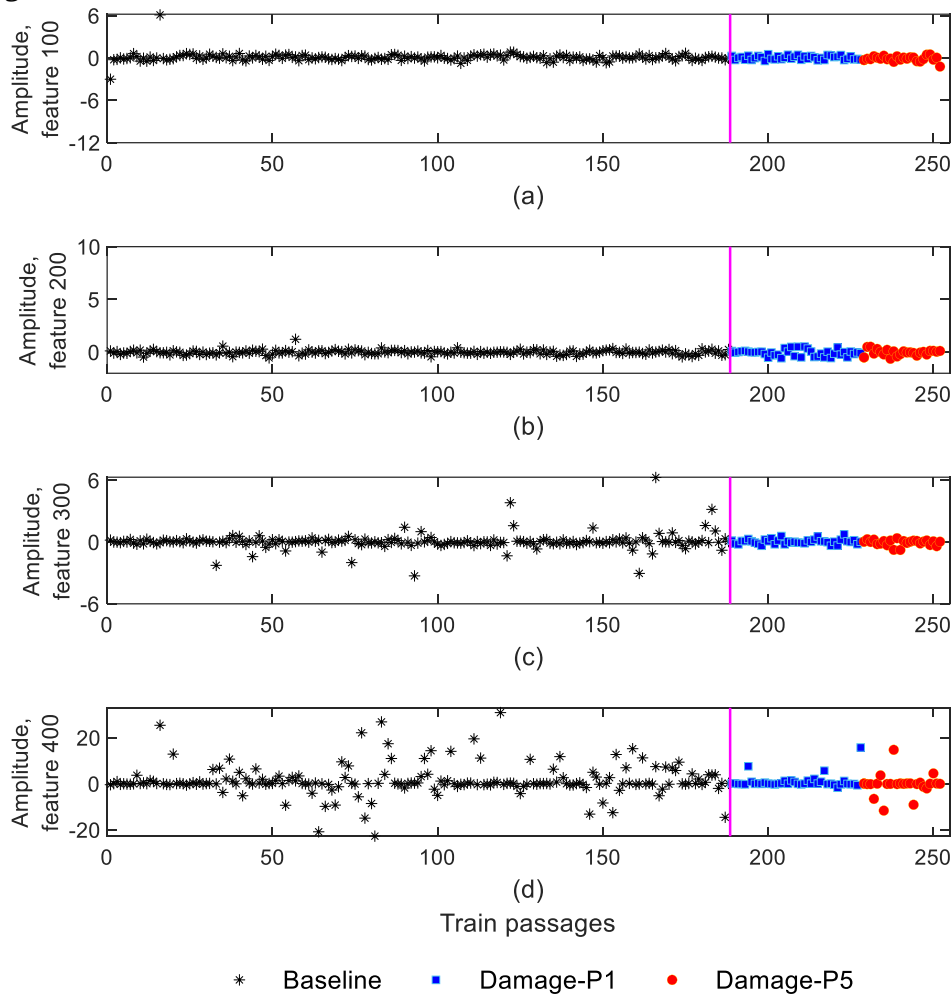 Amplitude,
feature 100
6
0
-6
-12
0 50 100 150 200 250
(a)
Amplitude,
feature 200
10
5
0
0 50 100 150 200 250
(b)
Amplitude,
feature 300
6
0
-6
0 50 100 150 200 250
(c)
Amplitude,
feature 400
20
0
-20
0 50 100 150 200 250
(d)
Train passages
Baseline Damage-P1 Damage-P5